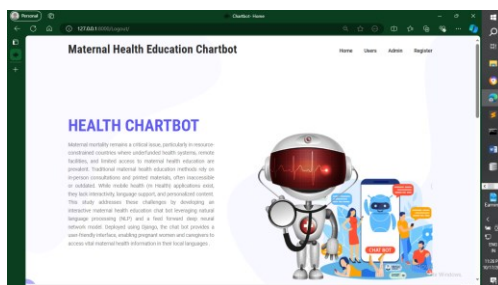 Personal
Chartbot- Home
127.0.0.1:8000/Logout/
Maternal Health Education Chartbot
Home Users Admin Register
HEALTH CHARTBOT
Maternal mortality remains a critical issue, particularly in resource-
constrained countries where underfunded health systems, remote
facilities, and limited access to maternal health education are
prevalent. Traditional maternal health education methods rely on
in-person consultations and printed materials, often inaccessible
or outdated. While mobile health (m Health) applications exist,
they lack interactivity, language support, and personalized content.
This study addresses these challenges by developing an
interactive maternal health education chat bot leveraging natural
language processing (NLP) and a feed forward deep neural
network model. Deployed using Django, the chat bot provides a
user-friendly interface, enabling pregnant women and caregivers to
access vital maternal health information in their local languages.
CHAT BOT
Windows
ENG